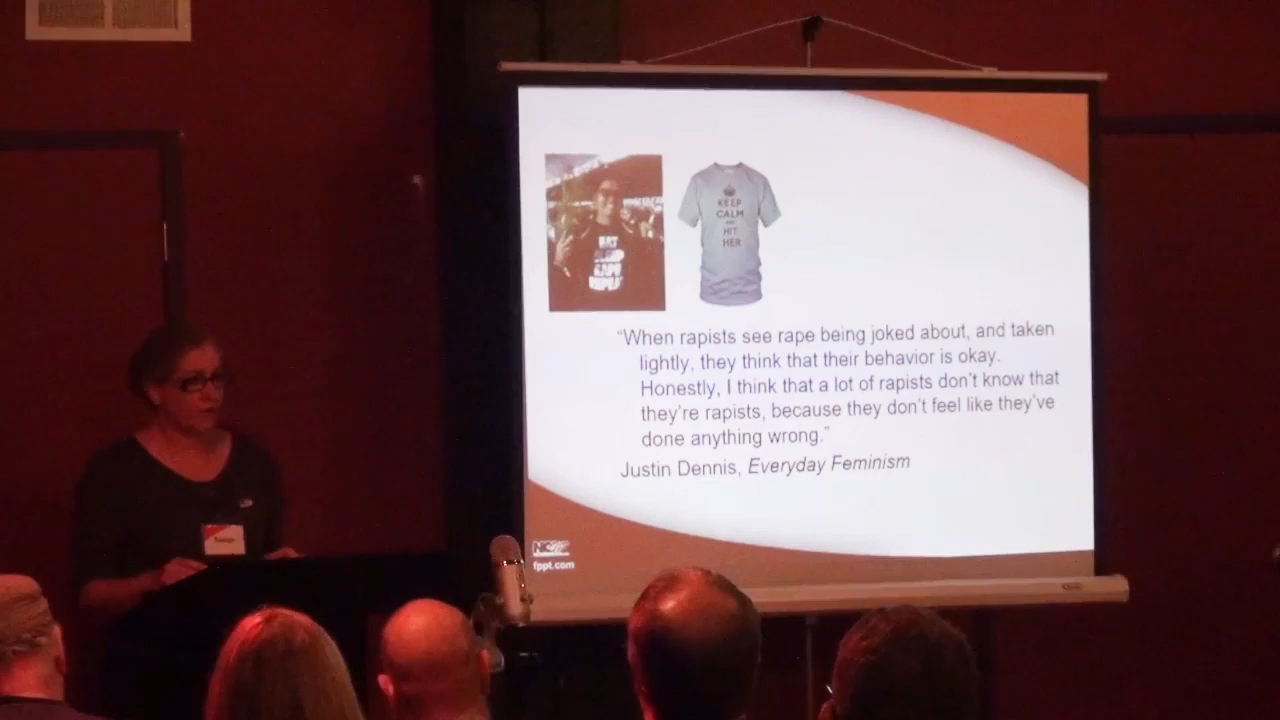 EAT
RAPE
REPEAT
KEEP
CALM
AND
HIT
HER
“When rapists see rape being joked about, and taken
lightly, they think that their behavior is okay.
Honestly, I think that a lot of rapists don’t know that
they’re rapists, because they don’t feel like they’ve
done anything wrong.”
Justin Dennis, Everyday Feminism
fppt.com